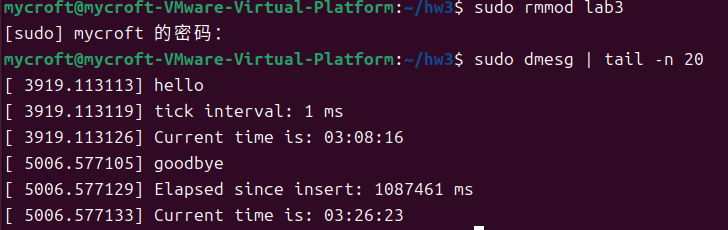 mycroft@mycroft-VMware-Virtual-Platform:~/hw3$ sudo rmmod lab3
[sudo] mycroft 的密码:
mycroft@mycroft-VMware-Virtual-Platform:~/hw3$ sudo dmesg | tail -n 20
[ 3919.113113] hello
[ 3919.113119] tick interval: 1 ms
[ 3919.113126] Current time is: 03:08:16
[ 5006.577105] goodbye
[ 5006.577129] Elapsed since insert: 1087461 ms
[ 5006.577133] Current time is: 03:26:23